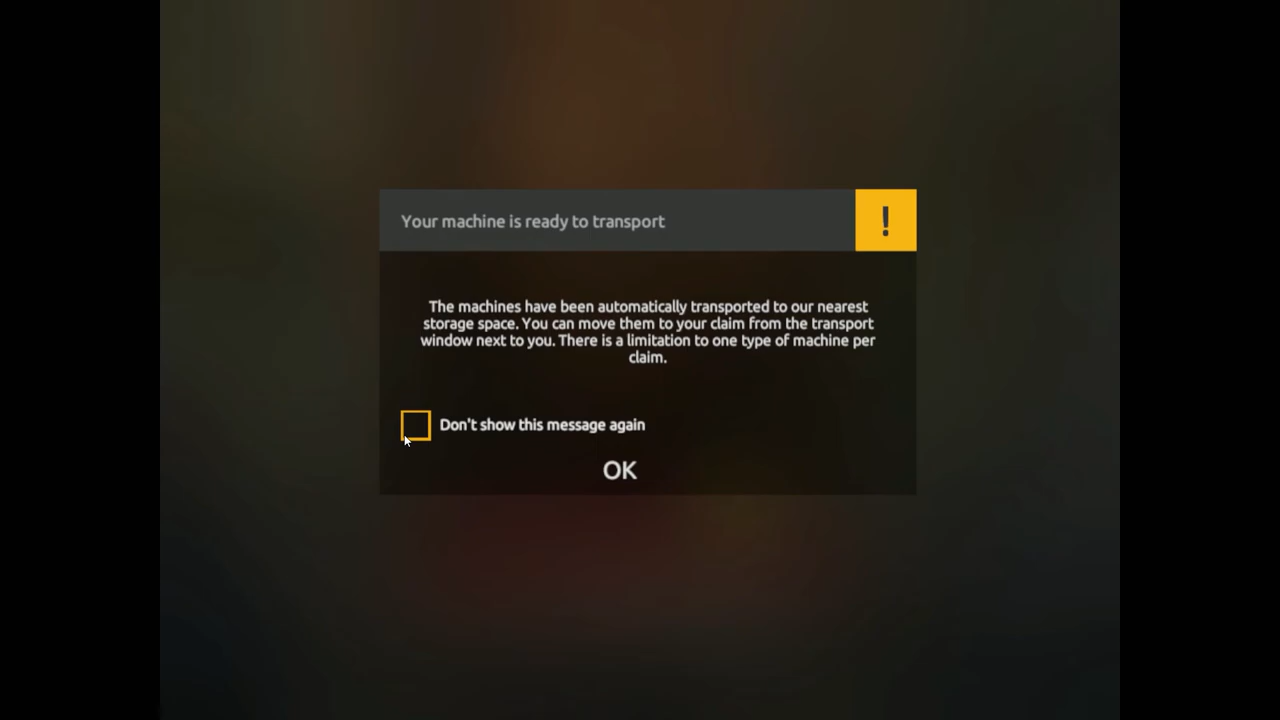 Your machine is ready to transport
!
The machines have been automatically transported to our nearest
storage space. You can move them to your claim from the transport
window next to you. There is a limitation to one type of machine per
claim.
Don't show this message again
OK